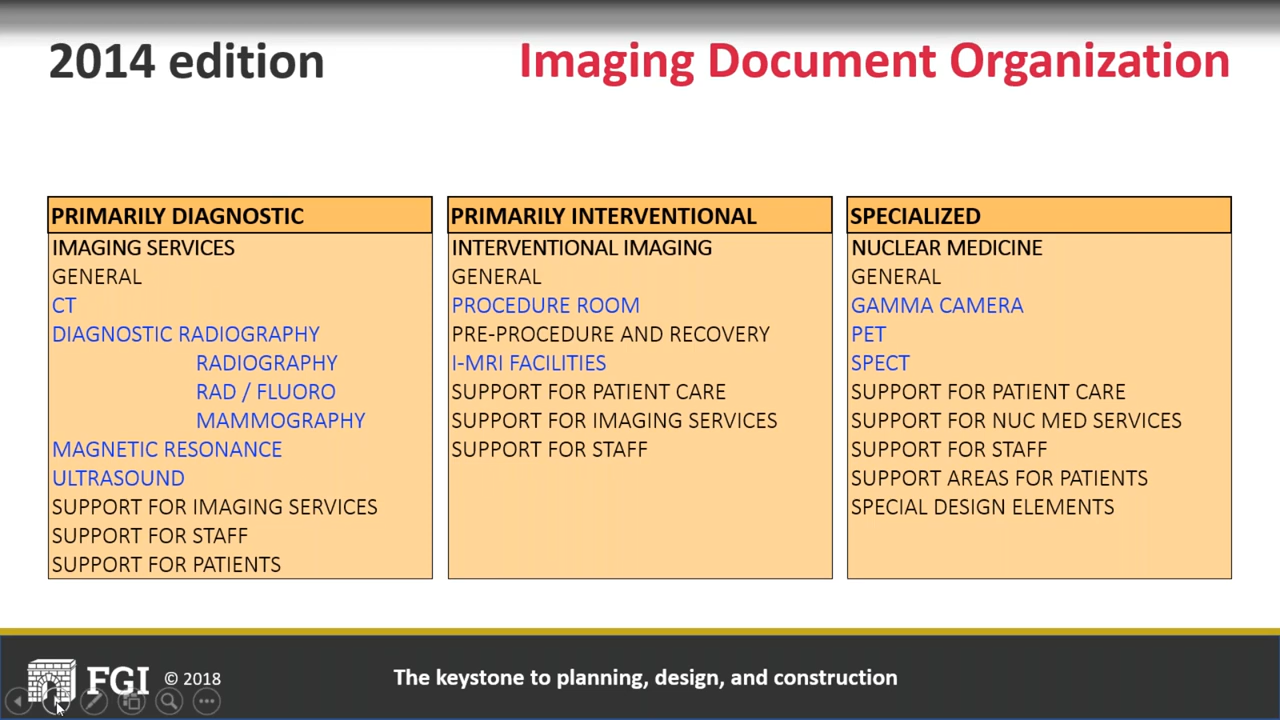 2014 edition
Imaging Document Organization
PRIMARILY DIAGNOSTIC
IMAGING SERVICES
GENERAL
CT
DIAGNOSTIC RADIOGRAPHY
RADIOGRAPHY
RAD / FLUORO
MAMMOGRAPHY
MAGNETIC RESONANCE
ULTRASOUND
SUPPORT FOR IMAGING SERVICES
SUPPORT FOR STAFF
SUPPORT FOR PATIENTS
PRIMARILY INTERVENTIONAL
INTERVENTIONAL IMAGING
GENERAL
PROCEDURE ROOM
PRE-PROCEDURE AND RECOVERY
I-MRI FACILITIES
SUPPORT FOR PATIENT CARE
SUPPORT FOR IMAGING SERVICES
SUPPORT FOR STAFF
SPECIALIZED
NUCLEAR MEDICINE
GENERAL
GAMMA CAMERA
PET
SPECT
SUPPORT FOR PATIENT CARE
SUPPORT FOR NUC MED SERVICES
SUPPORT FOR STAFF
SUPPORT AREAS FOR PATIENTS
SPECIAL DESIGN ELEMENTS
FGI © 2018
The keystone to planning, design, and construction